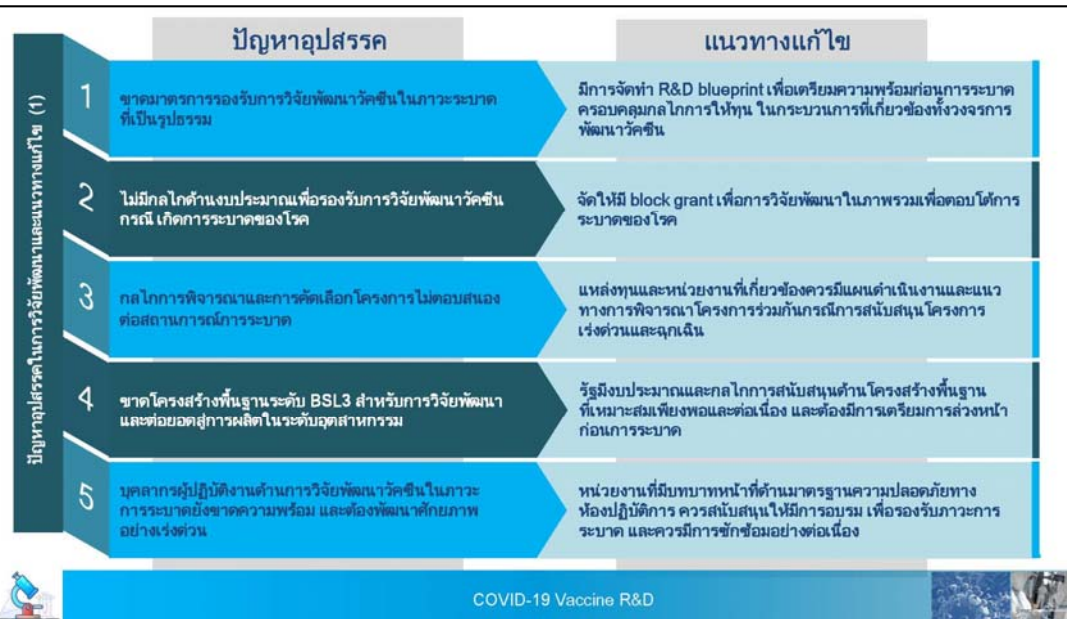 ปัญหาอุปสรรค
แนวทางแก้ไข
ปัญหาอุปสรรคในการวิจัยพัฒนาและแนวทางแก้ไข (1)
1
ขาดมาตรการรองรับการวิจัยพัฒนาวัคซีนในภาวะระบาด
ที่เป็นรูปธรรม
มีการจัดทำ R&D blueprint เพื่อเตรียมความพร้อมก่อนการระบาด
ครอบคลุมกลไกการให้ทุน ในกระบวนการที่เกี่ยวข้องทั้งวงจรการ
พัฒนาวัคซีน
2
ไม่มีกลไกด้านงบประมาณเพื่อรองรับการวิจัยพัฒนาวัคซีน
กรณี เกิดการระบาดของโรค
จัดให้มี block grant เพื่อการวิจัยพัฒนาในภาพรวมเพื่อตอบโต้การ
ระบาดของโรค
3
กลไกการพิจารณาและการคัดเลือกโครงการไม่ตอบสนอง
ต่อสถานการณ์การระบาด
แหล่งทุนและหน่วยงานที่เกี่ยวข้องควรมีแผนดำเนินงานและแนว
ทางการพิจารณาโครงการร่วมกันกรณีการสนับสนุนโครงการ
เร่งด่วนและฉุกเฉิน
4
ขาดโครงสร้างพื้นฐานระดับ BSL3 สำหรับการวิจัยพัฒนา
และต่อยอดสู่การผลิตในระดับอุตสาหกรรม
รัฐมีงบประมาณและกลไกการสนับสนุนด้านโครงสร้างพื้นฐาน
ที่เหมาะสมเพียงพอและต่อเนื่อง และต้องมีการเตรียมการล่วงหน้า
ก่อนการระบาด
5
บุคลากรผู้ปฏิบัติงานด้านการวิจัยพัฒนาวัคซีนในภาวะ
การระบาดยังขาดความพร้อม และต้องพัฒนาศักยภาพ
อย่างเร่งด่วน
หน่วยงานที่มีบทบาทหน้าที่ด้านมาตรฐานความปลอดภัยทาง
ห้องปฏิบัติการ ควรสนับสนุนให้มีการอบรม เพื่อรองรับภาวะการ
ระบาด และควรมีการซักซ้อมอย่างต่อเนื่อง
COVID-19 Vaccine R&D